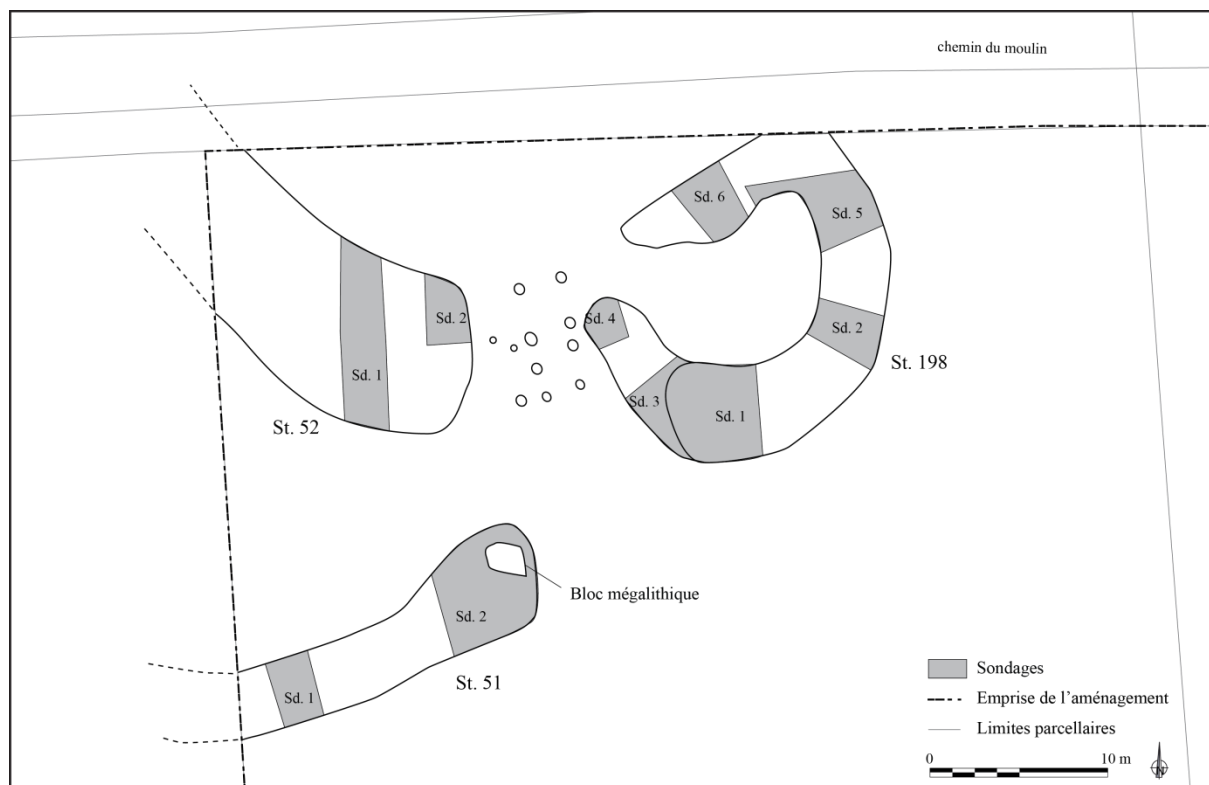 chemin du moulin
Sd. 6
Sd. 5
Sd. 2
Sd. 4
Sd. 2
St. 198
Sd. 1
Sd. 3
Sd. 1
St. 52
Bloc mégalithique
Sd. 2
St. 51
Sd. 1
Sondages
Emprise de l'aménagement
Limites parcellaires
0
10 m
N